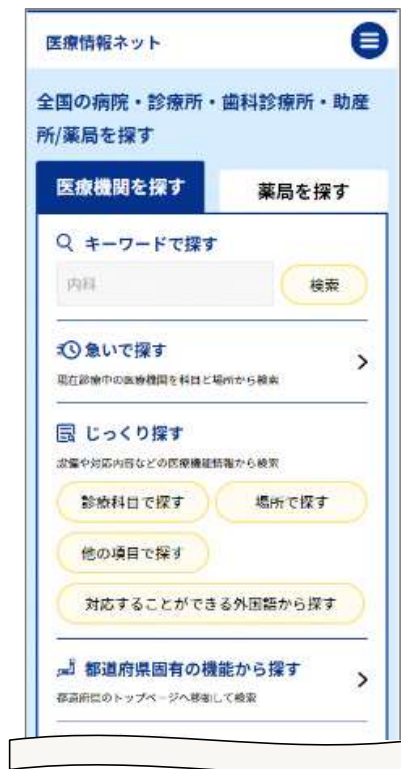 医療情報ネット
全国の病院・診療所・歯科診療所・助産
所/薬局を探す
医療機関を探す
薬局を探す
キーワードで探す
内科
検索
急いで探す
現在診療中の医療機関を科目と場所から検索
じっくり探す
設備や対応内容などの医療機能情報から検索
診療科目で探す
場所で探す
他の項目で探す
対応することができる外国語から探す
都道府県固有の機能から探す
都道府県のトップページへ移動して検索